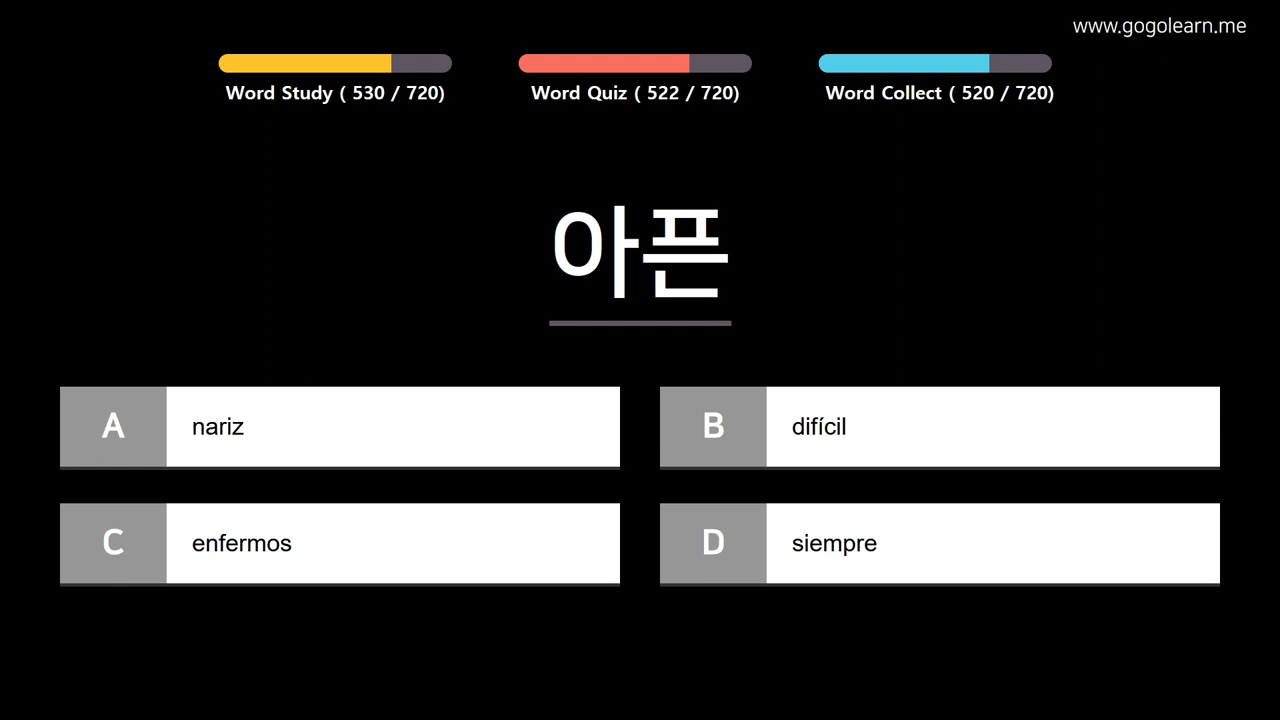 www.gogolearn.me
Word Study ( 530 / 720)
Word Quiz ( 522 / 720)
Word Collect ( 520 / 720)
아픈
A nariz
B difícil
C enfermos
D siempre